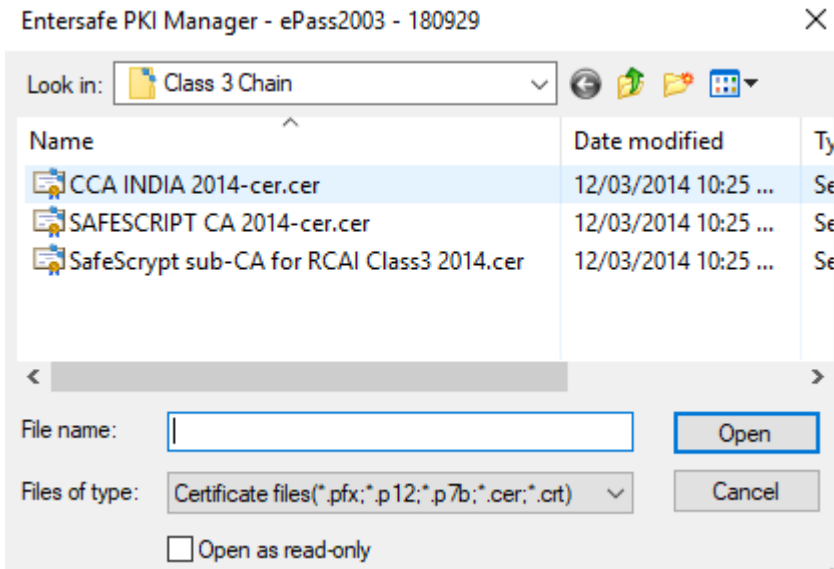 Entersafe PKI Manager - ePass2003 - 180929
Look in: Class 3 Chain
Name Date modified Ty
CCA INDIA 2014-cer.cer 12/03/2014 10:25 ... Se
SAFESCRIPT CA 2014-cer.cer 12/03/2014 10:25 ... Se
SafeScrypt sub-CA for RCAI Class3 2014.cer 12/03/2014 10:25 ... Se
File name: Open
Files of type: Certificate files(*.pfx;*.p12;*.p7b;*.cer;*.crt) Cancel
Open as read-only